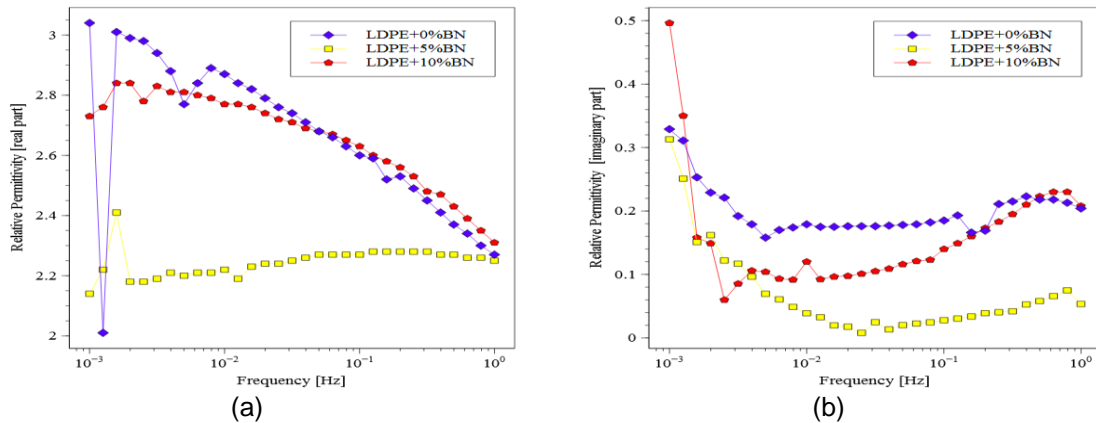 3
2.8
2.6
2.4
2.2
2
Relative Permittivity [real part]
LDPE+0%BN
LDPE+5%BN
LDPE+10%BN
10⁻³
10⁻²
10⁻¹
10⁰
Frequency [Hz]
(a)
0.5
0.4
0.3
0.2
0.1
0
Relative Permittivity [imaginary part]
LDPE+0%BN
LDPE+5%BN
LDPE+10%BN
10⁻³
10⁻²
10⁻¹
10⁰
Frequency [Hz]
(b)